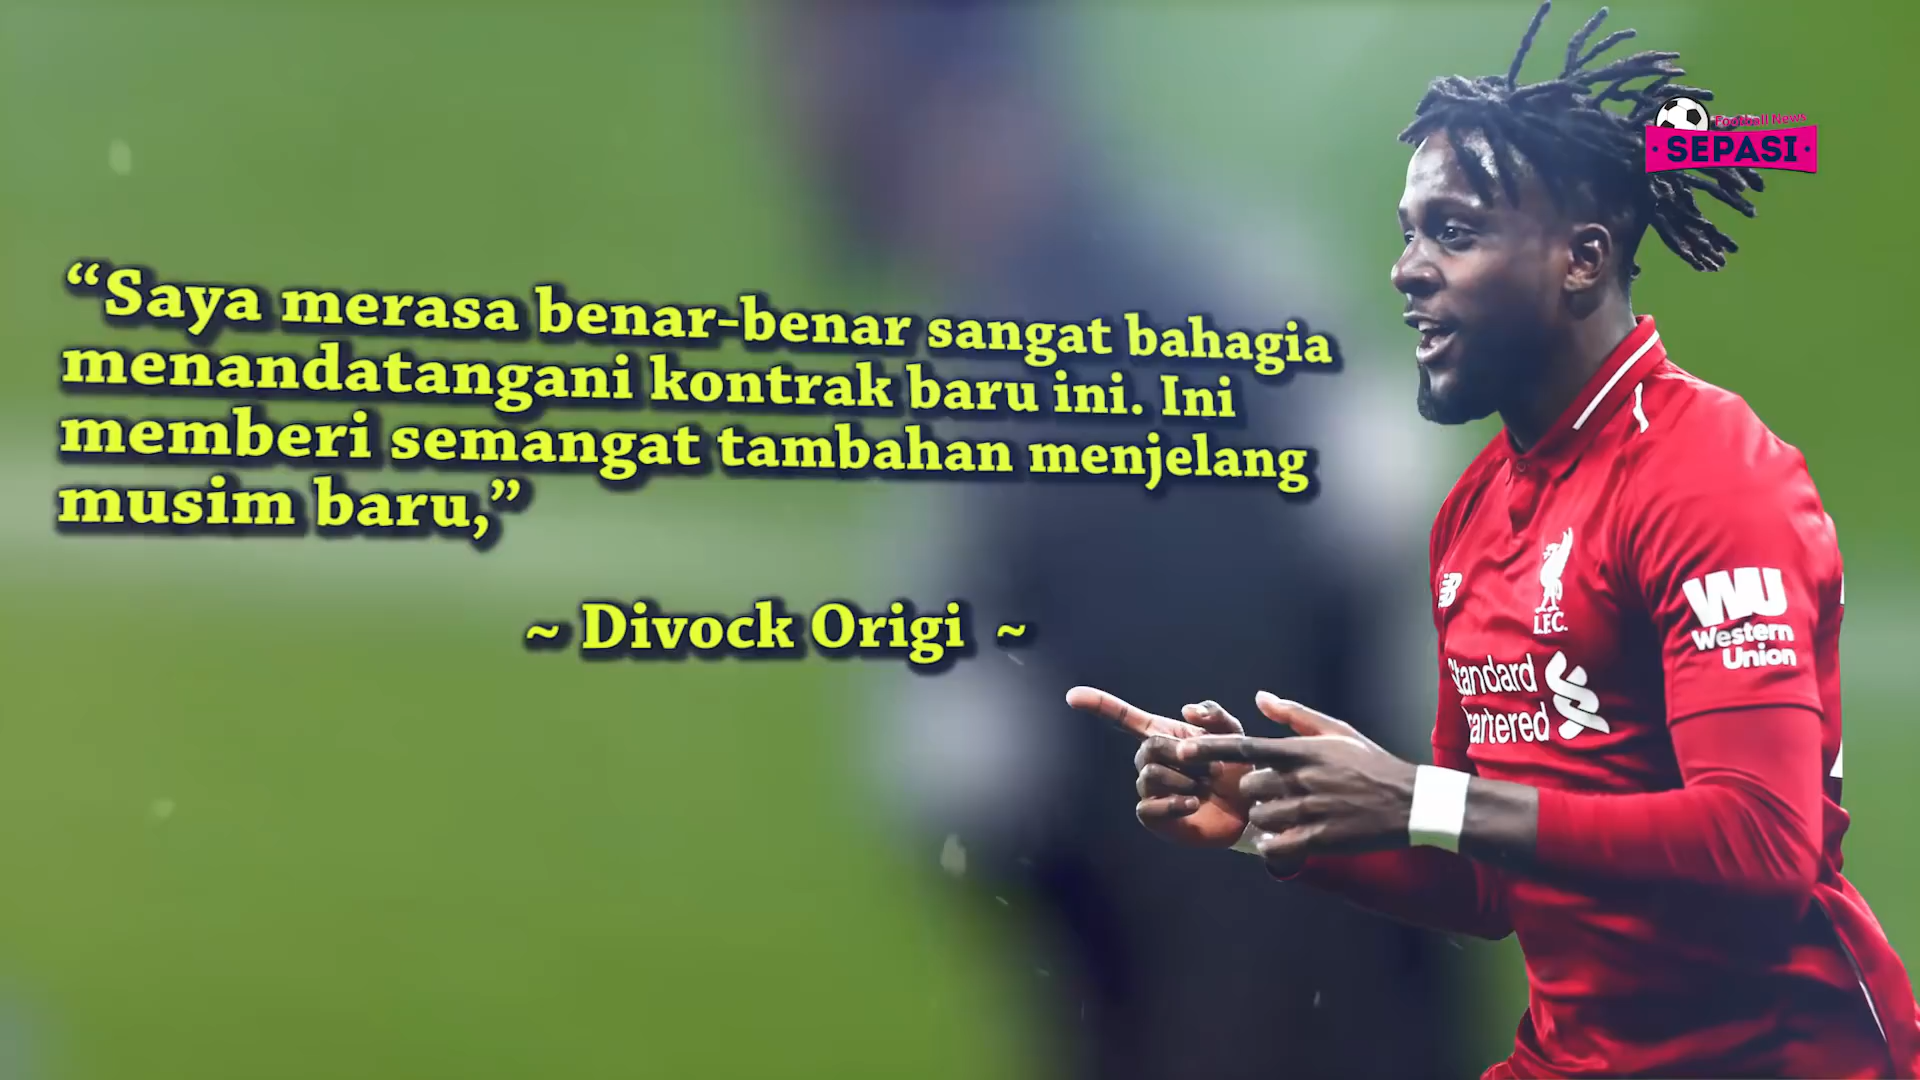 Football News
· SEPASI ·
“Saya merasa benar-benar sangat bahagia
menandatangani kontrak baru ini. Ini
memberi semangat tambahan menjelang
musim baru,”
~ Divock Origi ~
L.F.C.
WU
Western
Union
Standard